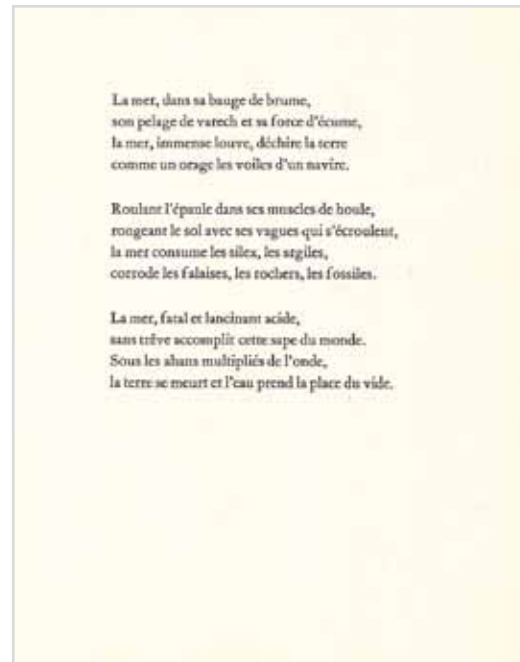 La mer, dans sa bauge de brume,
son pelage de varech et sa force d'écume,
la mer, immense louve, déchire la terre
comme un orage les voiles d'un navire.
Roulant l'épaule dans ses muscles de houle,
rongeant le sol avec ses vagues qui s'écroulent,
la mer consume les silex, les argiles,
corrode les falaises, les rochers, les fossiles.
La mer, fatal et lancinant acide,
sans trêve accomplit cette sape du monde.
Sous les ahans multipliés de l'onde,
la terre se meurt et l'eau prend la place du vide.